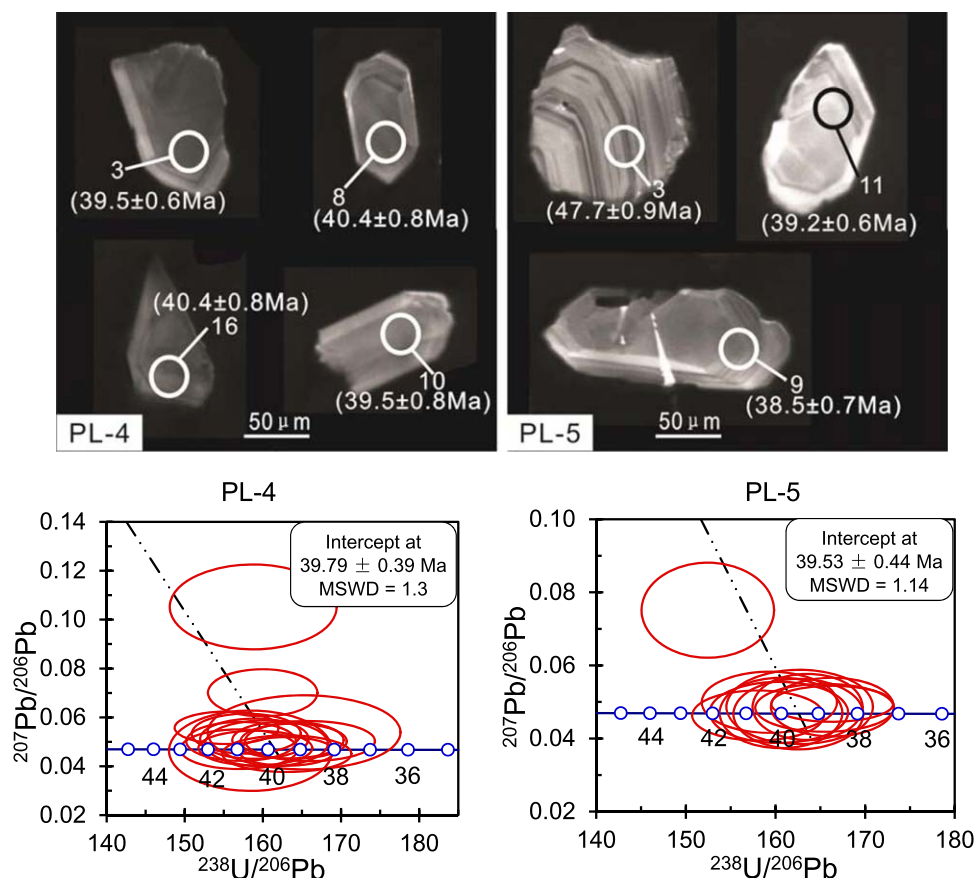 3
(39.5±0.6Ma)
8
(40.4±0.8Ma)
(40.4±0.8Ma)
16
10
(39.5±0.8Ma)
PL-4
50 μm
3
(47.7±0.9Ma)
11
(39.2±0.6Ma)
9
(38.5±0.7Ma)
PL-5
50 μm
PL-4
Intercept at
39.79 ± 0.39 Ma
MSWD = 1.3
0.14
0.12
0.10
0.08
0.06
0.04
0.02
207Pb/206Pb
44 42 40 38 36
140 150 160 170 180
238U/206Pb
PL-5
Intercept at
39.53 ± 0.44 Ma
MSWD = 1.14
0.10
0.08
0.06
0.04
0.02
207Pb/206Pb
44 42 40 38 36
140 150 160 170 180
238U/206Pb